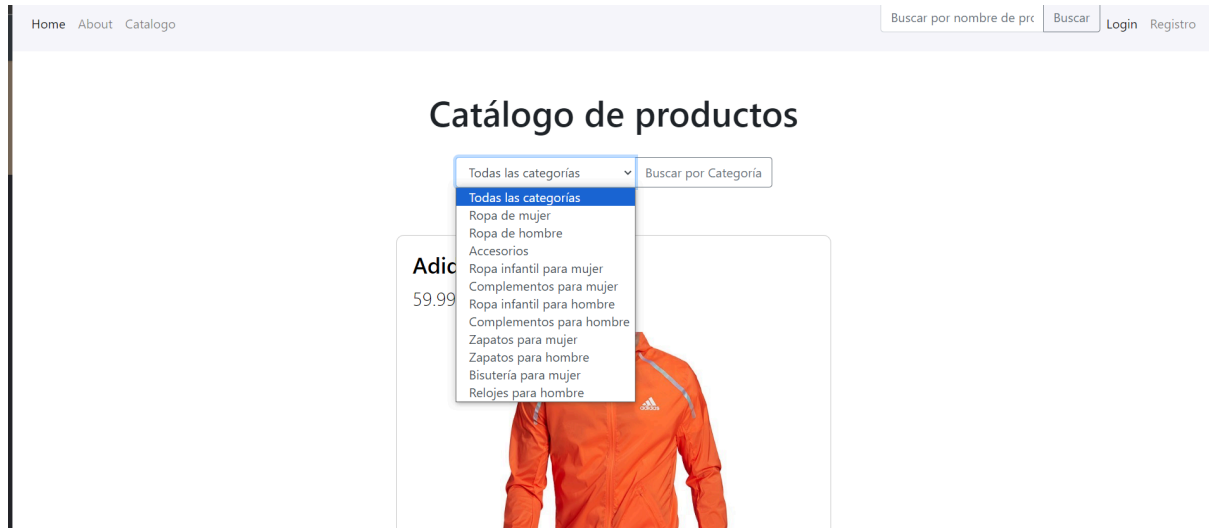 Home About Catalogo
Buscar por nombre de Buscar Login Registro
Catálogo de productos
Todas las categorías Buscar por Categoría
Todas las categorías
Ropa de mujer
Ropa de hombre
Accesorios
Ropa infantil para mujer
Complementos para mujer
Ropa infantil para hombre
Complementos para hombre
Zapatos para mujer
Zapatos para hombre
Bisutería para mujer
Relojes para hombre
59.99
adidas